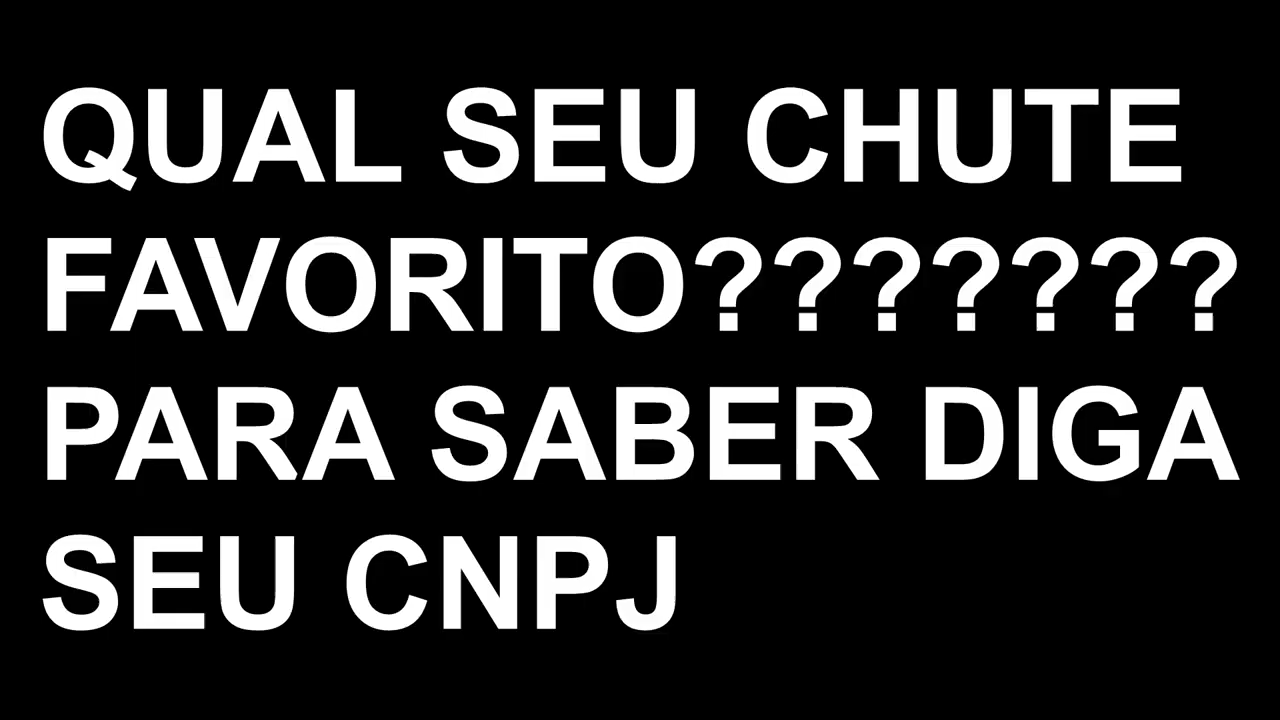 QUAL SEU CHUTE
FAVORITO???????
PARA SABER DIGA
SEU CNPJ